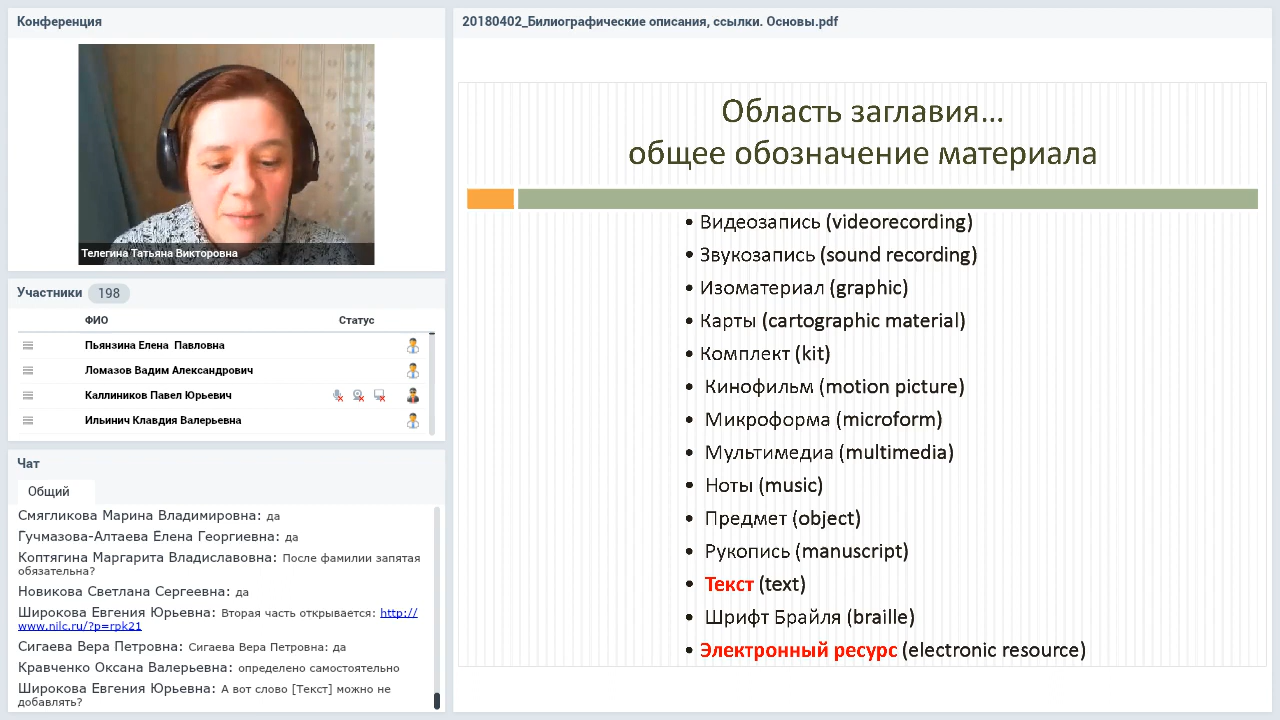 Конференция
Телегина Татьяна Викторовна
Участники 198
ФИО Статус
Пьянзина Елена Павловна
Ломазов Вадим Александрович
Каллиников Павел Юрьевич
Ильинич Клавдия Валерьевна
Чат
Общий
Смягликова Марина Владимировна: да
Гучмазова-Алтаева Елена Георгиевна: да
Коптягина Маргарита Владиславовна: После фамилии запятая
обязательна?
Новикова Светлана Сергеевна: да
Широкова Евгения Юрьевна: Вторая часть открывается: http://
www.nilc.ru/?p=rpk21
Сигаева Вера Петровна: Сигаева Вера Петровна: да
Кравченко Оксана Валерьевна: определено самостоятельно
Широкова Евгения Юрьевна: А вот слово [Текст] можно не
добавлять?
20180402_Билиографические описания, ссылки. Основы.pdf
Область заглавия...
общее обозначение материала
• Видеозапись (videorecording)
• Звукозапись (sound recording)
• Изоматериал (graphic)
• Карты (cartographic material)
• Комплект (kit)
• Кинофильм (motion picture)
• Микроформа (microform)
• Мультимедиа (multimedia)
• Ноты (music)
• Предмет (object)
• Рукопись (manuscript)
• Текст (text)
• Шрифт Брайля (braille)
• Электронный ресурс (electronic resource)